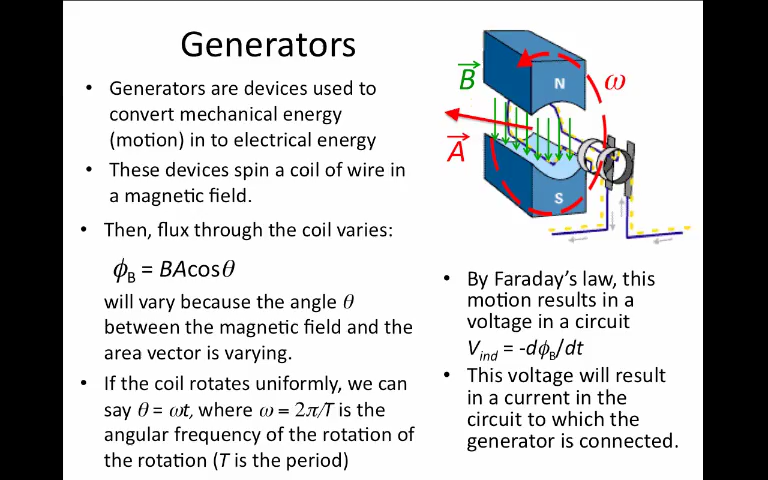 Generators
• Generators are devices used to
convert mechanical energy
(motion) in to electrical energy
• These devices spin a coil of wire in
a magnetic field.
• Then, flux through the coil varies:
ϕB = BAcosθ
will vary because the angle θ
between the magnetic field and the
area vector is varying.
• If the coil rotates uniformly, we can
say θ = ωt, where ω = 2π/T is the
angular frequency of the rotation of
the rotation (T is the period)
B
N
ω
A
S
• By Faraday's law, this
motion results in a
voltage in a circuit
Vind = -dϕB/dt
• This voltage will result
in a current in the
circuit to which the
generator is connected.